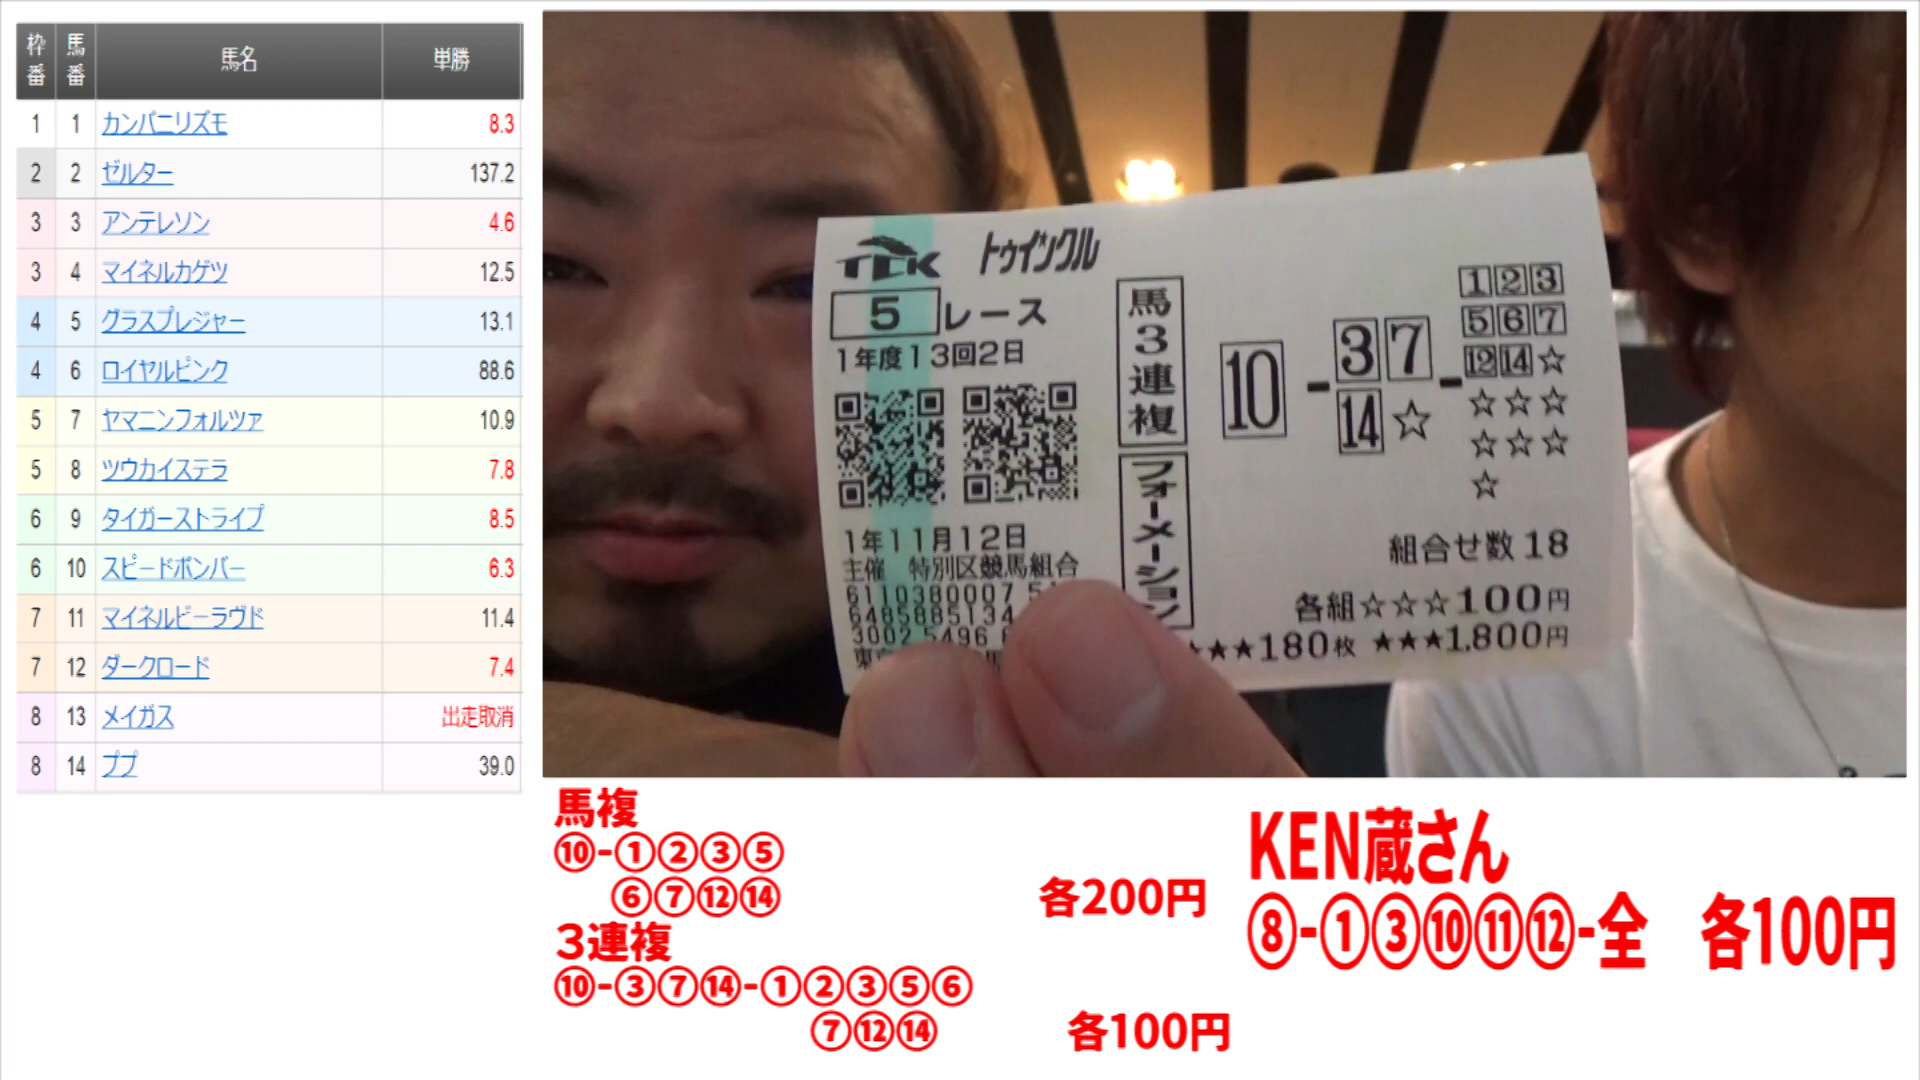 枠番 馬番 馬名 単勝
1 1 カンパニリズモ 8.3
2 2 ゼルター 137.2
3 3 アンテレソン 4.6
3 4 マイネルカゲツ 12.5
4 5 グラスプレジャー 13.1
4 6 ロイヤルピンク 88.6
5 7 ヤマニンフォルツァ 10.9
5 8 ツウカイステラ 7.8
6 9 タイガーストライプ 8.5
6 10 スピードボンバー 6.3
7 11 マイネルビーラヴド 11.4
7 12 ダークロード 7.4
8 13 メイガス 出走取消
8 14 ププ 39.0
TCK トゥインクル
5レース
1年度13回2日
1年11月12日
主催 特別区競馬組合
6110380007
6485885134
3002 5496
馬3連複
フォーメーション
10-3 7 14 ☆-1 2 3
5 6 7
12 14 ☆
☆☆☆
☆☆☆
☆
組合せ数 18
各組☆☆☆100円
★★180枚 ★★★1,800円
馬複
⑩-①②③⑤
⑥⑦⑫⑭ 各200円
３連複
⑩-③⑦⑭-①②③⑤⑥
⑦⑫⑭ 各100円
KEN蔵さん
⑧-①③⑩⑪⑫-全 各100円